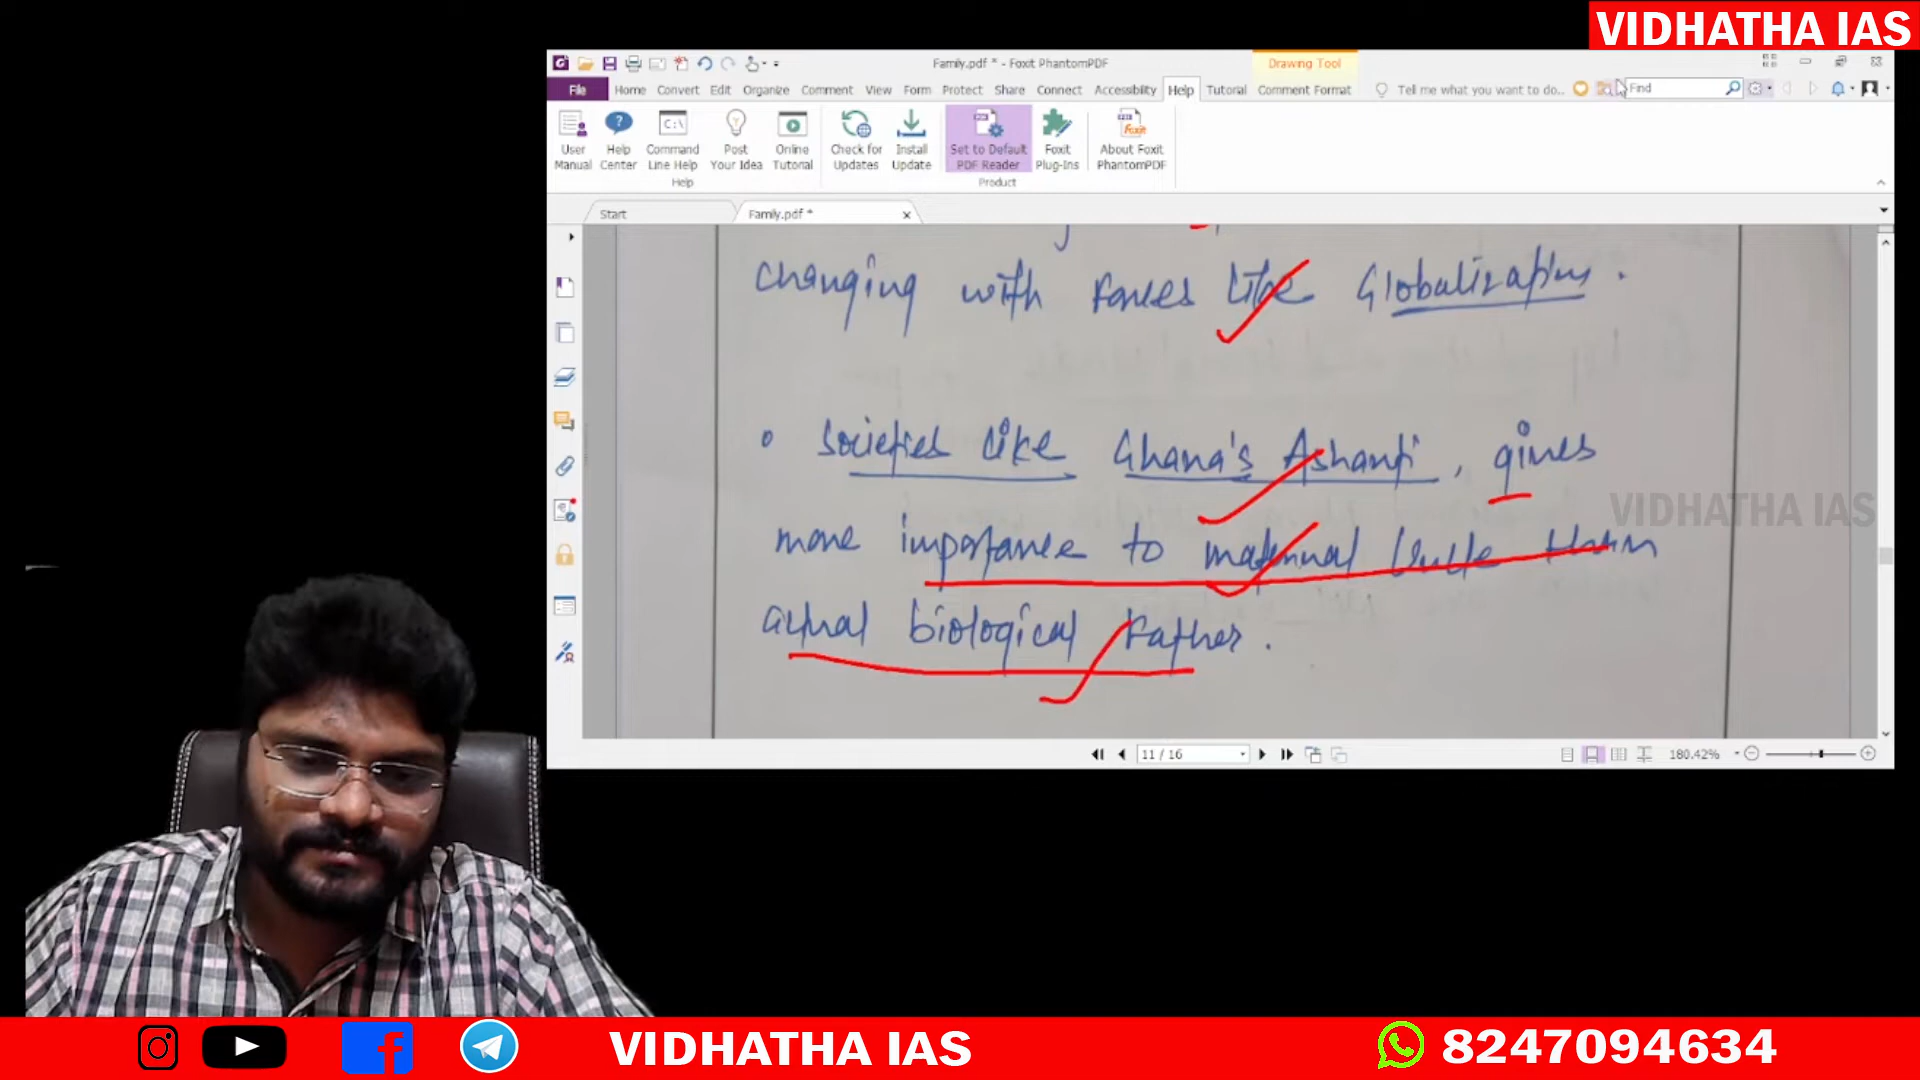 VIDHATHA IAS
Family.pdf * - Foxit PhantomPDF
Drawing Tool
File Home Convert Edit Organize Comment View Form Protect Share Connect Accessibility Help Tutorial Comment Format Tell me what you want to do.. Find
C:\
User Manual
Help Center
Command Line Help
Post Your Idea
Online Tutorial
Check for Updates
Install Update
Set to Default PDF Reader
Foxit Plug-Ins
About Foxit PhantomPDF
Help
Product
Start
Family.pdf *
changing with Forces like Globalization.
• societies like Ghana's Ashanti, gives
VIDHATHA IAS
more importance to maternal Uncle than
actual biological Father.
11 / 16
180.42%
VIDHATHA IAS
8247094634